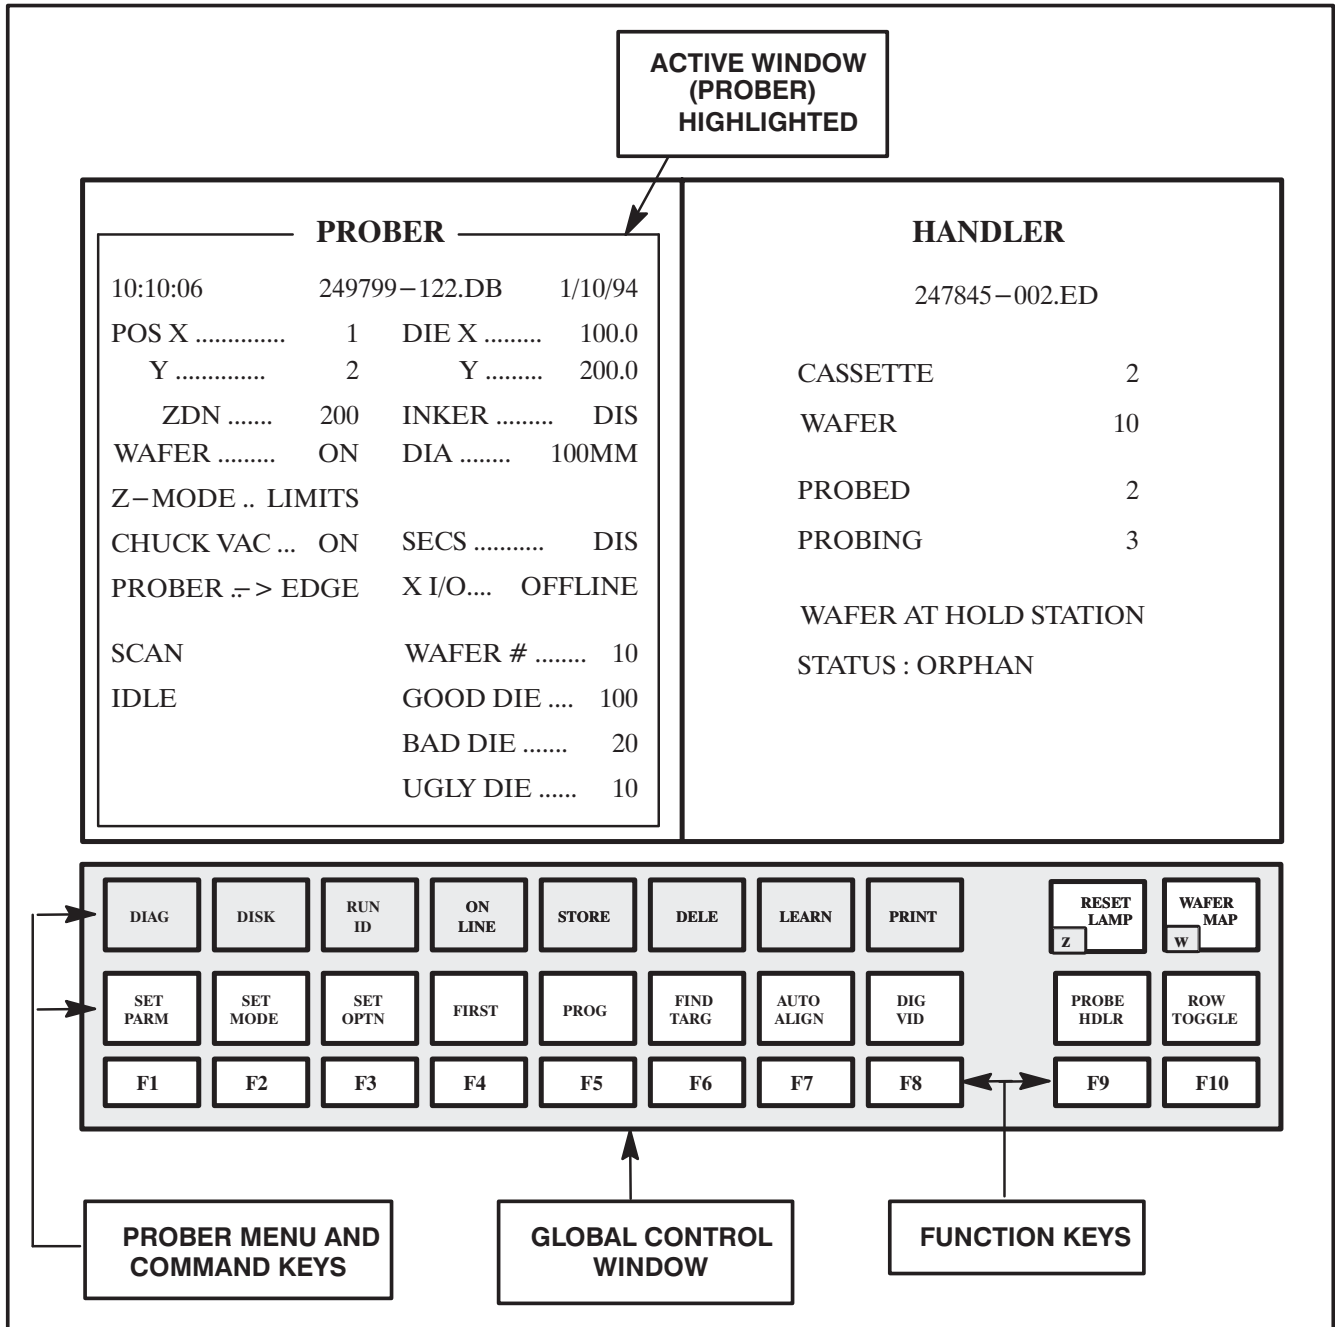 ACTIVE WINDOW
(PROBER)
HIGHLIGHTED
PROBER
10:10:06 249799−122.DB 1/10/94
POS X .............. 1 DIE X ......... 100.0
Y .............. 2 Y ......... 200.0
ZDN ....... 200 INKER ......... DIS
WAFER ......... ON DIA ........ 100MM
Z−MODE .. LIMITS
CHUCK VAC ... ON SECS ........... DIS
PROBER ..−> EDGE X I/O.... OFFLINE
SCAN WAFER # ........ 10
IDLE GOOD DIE .... 100
BAD DIE ....... 20
UGLY DIE ...... 10
HANDLER
247845−002.ED
CASSETTE 2
WAFER 10
PROBED 2
PROBING 3
WAFER AT HOLD STATION
STATUS : ORPHAN
DIAG
DISK
RUN
ID
ON
LINE
STORE
DELE
LEARN
PRINT
RESET
LAMP
Z
WAFER
MAP
W
SET
PARM
SET
MODE
SET
OPTN
FIRST
PROG
FIND
TARG
AUTO
ALIGN
DIG
VID
PROBE
HDLR
ROW
TOGGLE
F1 F2 F3 F4 F5 F6 F7 F8 F9 F10
PROBER MENU AND
COMMAND KEYS
GLOBAL CONTROL
WINDOW
FUNCTION KEYS